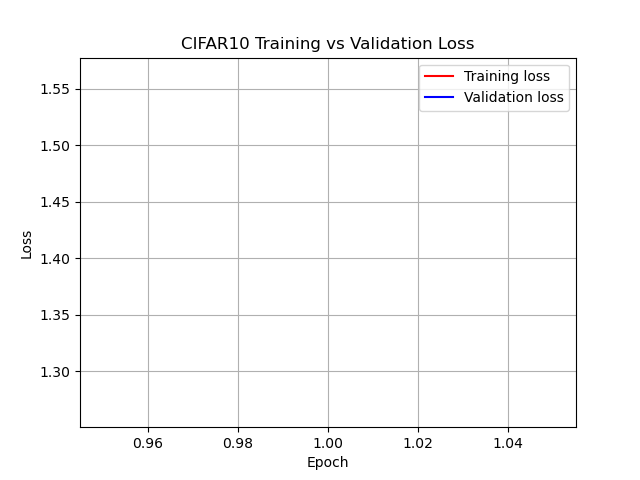 CIFAR10 Training vs Validation Loss
Training loss
Validation loss
1.55
1.50
1.45
1.40
1.35
1.30
Loss
0.96 0.98 1.00 1.02 1.04
Epoch